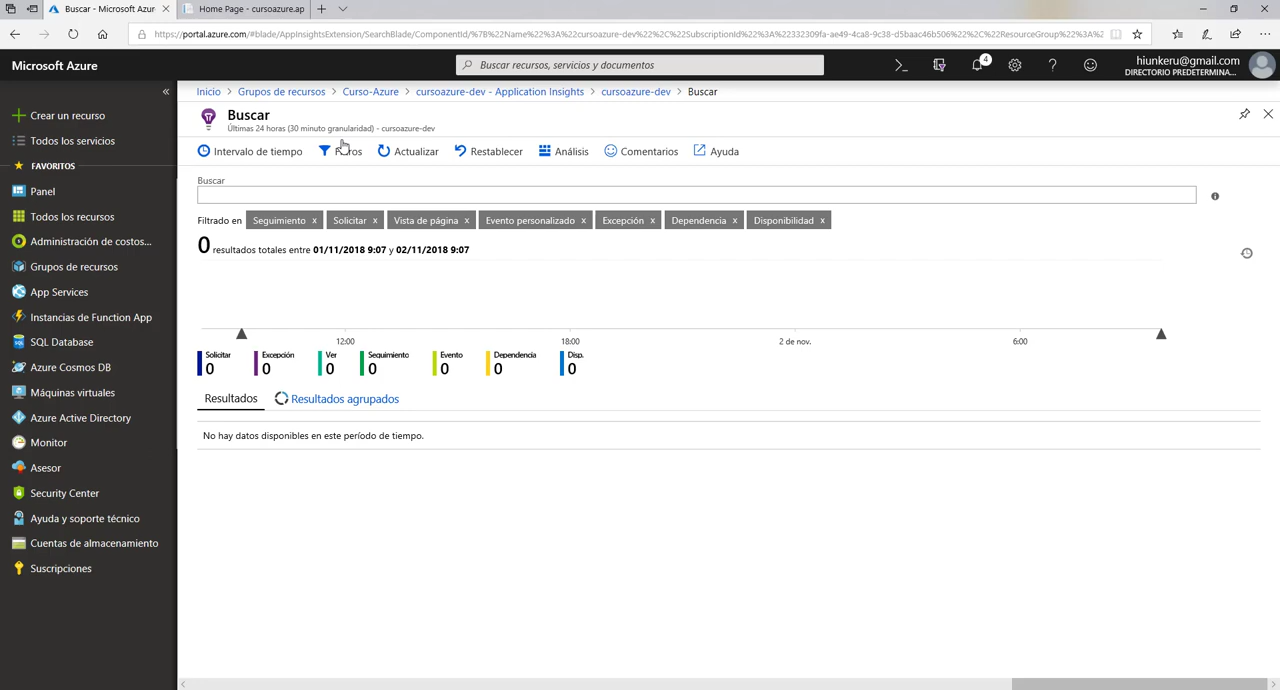 Buscar - Microsoft Azur
Home Page - cursoazure.ap
https://portal.azure.com/#blade/AppInsightsExtension/SearchBlade/ComponentId/%7B%22Name%22%3A%22cursoazure-dev%22%2C%22SubscriptionId%22%3A%22332309fa-ae49-4ca8-9c38-d5baac46b506%22%2C%22ResourceGroup%22%3A%2
Microsoft Azure
Buscar recursos, servicios y documentos
4
hiunkeru@gmail.com
DIRECTORIO PREDETERMINA...
Inicio > Grupos de recursos > Curso-Azure > cursoazure-dev - Application Insights > cursoazure-dev > Buscar
Crear un recurso
Todos los servicios
FAVORITOS
Panel
Todos los recursos
Administración de costos...
Grupos de recursos
App Services
Instancias de Function App
SQL Database
Azure Cosmos DB
Máquinas virtuales
Azure Active Directory
Monitor
Asesor
Security Center
Ayuda y soporte técnico
Cuentas de almacenamiento
Suscripciones
Buscar
Últimas 24 horas (30 minuto granularidad) - cursoazure-dev
Intervalo de tiempo Actualizar Restablecer Análisis Comentarios Ayuda
Buscar
Filtrado en Seguimiento x Solicitar x Vista de página x Evento personalizado x Excepción x Dependencia x Disponibilidad x
0 resultados totales entre 01/11/2018 9:07 y 02/11/2018 9:07
12:00 18:00 2 de nov. 6:00
Solicitar Excepción Ver Seguimiento Evento Dependencia Disp.
0 0 0 0 0 0 0
Resultados Resultados agrupados
No hay datos disponibles en este período de tiempo.